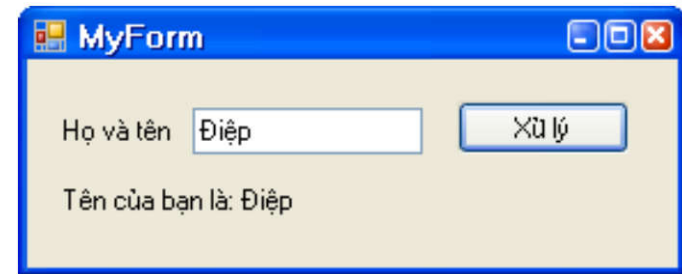 MyForm
Họ và tên Điệp Xử lý
Tên của bạn là: Điệp